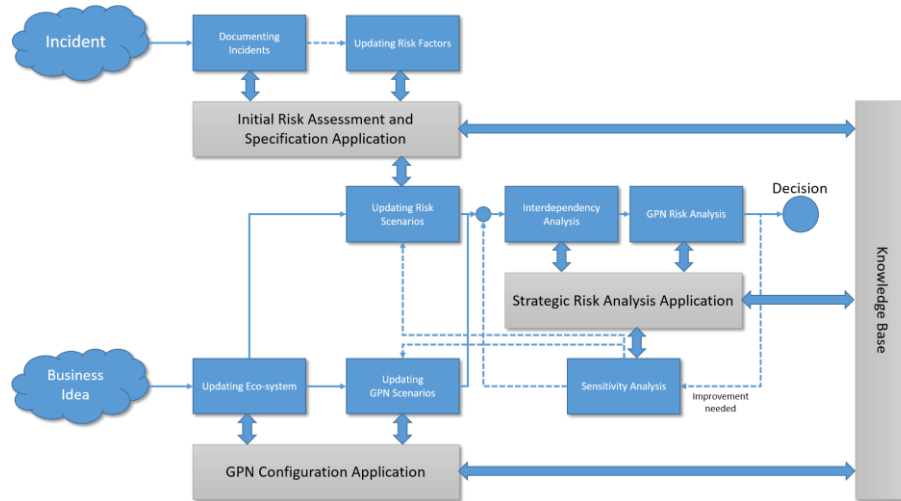 Incident
Documenting
Incidents
Updating Risk Factors
Initial Risk Assessment and
Specification Application
Updating Risk
Scenarios
Interdependency
Analysis
GPN Risk Analysis
Decision
Strategic Risk Analysis Application
Knowledge Base
Business
Idea
Updating Eco-system
Updating
GPN Scenarios
Sensitivity Analysis
Improvement
needed
GPN Configuration Application